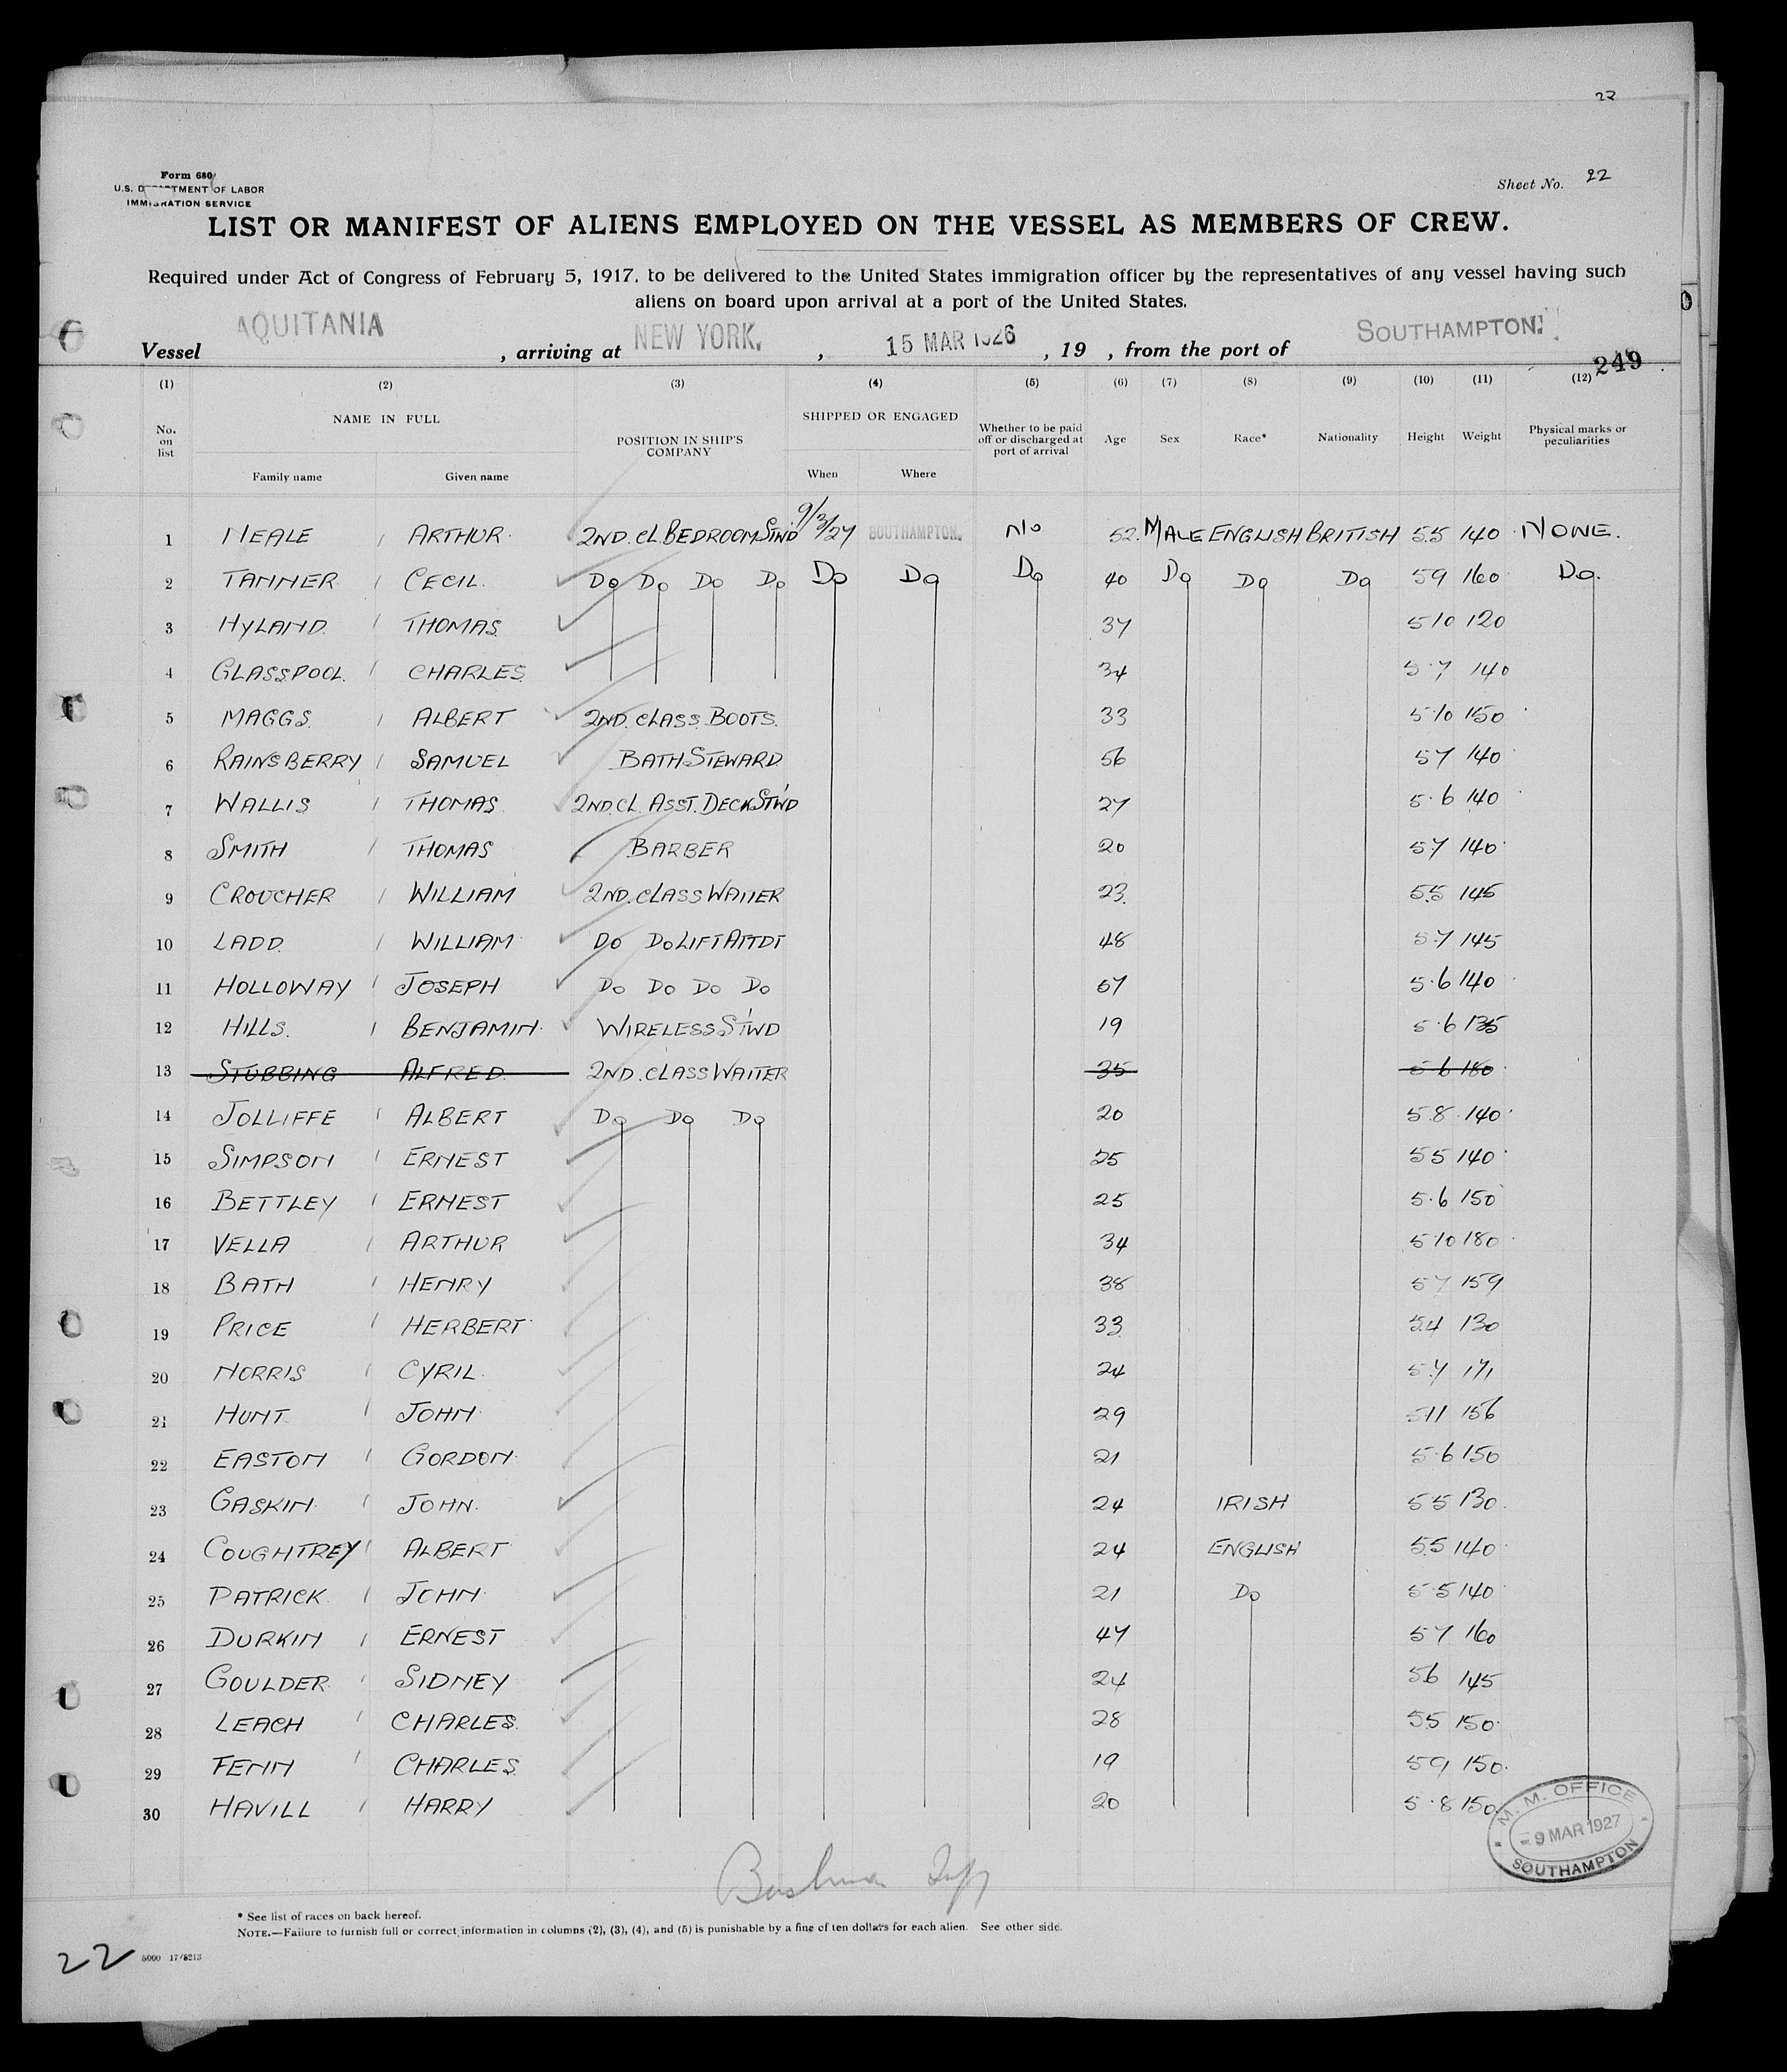 22
Form 680
U.S. DEPARTMENT OF LABOR
IMMIGRATION SERVICE
Sheet No. 22
LIST OR MANIFEST OF ALIENS EMPLOYED ON THE VESSEL AS MEMBERS OF CREW.
Required under Act of Congress of February 5, 1917, to be delivered to the United States immigration officer by the representatives of any vessel having such
aliens on board upon arrival at a port of the United States.
Vessel AQUITANIA, arriving at NEW YORK., 15 MAR 1926, 19 , from the port of SOUTHAMPTON.
249
(1) (2) (3) (4) (5) (6) (7) (8) (9) (10) (11) (12)
No. on list NAME IN FULL POSITION IN SHIP'S COMPANY SHIPPED OR ENGAGED Whether to be paid off or discharged at port of arrival Age Sex Race* Nationality Height Weight Physical marks or peculiarities
Family name Given name When Where
1 NEALE ARTHUR 2ND. CL. BEDROOM STWD 9/3/27 SOUTHAMPTON. NO 52 MALE ENGLISH BRITISH 5.5 140 NONE.
2 TANNER CECIL. DO DO DO DO DO DO DO 40 DO DO DO 5 9 160 DO.
3 HYLAND. THOMAS 37 5 10 120
4 GLASSPOOL. CHARLES 34 5.7 140
5 MAGGS. ALBERT 2ND. CLASS. BOOTS. 33 5.10 150
6 RAINSBERRY SAMUEL BATH STEWARD. 56 5 7 140
7 WALLIS THOMAS 2ND. CL. ASST. DECK STWD 27 5.6 140
8 SMITH THOMAS BARBER 20 5 7 140
9 CROUCHER WILLIAM 2ND. CLASS WAITER 23. 5.5 145
10 LADD. WILLIAM DO DO LIFT ATTDT 48 5.7 145
11 HOLLOWAY JOSEPH DO DO DO DO 57 5.6 140
12 HILLS. BENJAMIN WIRELESS STWD 19 5.6 135
13 STUBBING ALFRED. 2ND. CLASS WAITER 35 5 6 180
14 JOLLIFFE ALBERT DO DO DO 20 5.8 140
15 SIMPSON ERNEST 25 5 5 140
16 BETTLEY ERNEST 25 5.6 150
17 VELLA ARTHUR 34 5 10 180
18 BATH HENRY 38 5 7 159
19 PRICE HERBERT 33 5.4 130
20 NORRIS CYRIL. 24 5.7 171
21 HUNT JOHN 29 5 11 156
22 EASTON GORDON 21 5.6 150
23 GASKIN JOHN. 24 IRISH 5 5 130
24 COUGHTREY ALBERT 24 ENGLISH 5.5 140
25 PATRICK JOHN 21 DO 5.5 140
26 DURKIN ERNEST 47 5 7 160
27 GOULDER SIDNEY 24 5 6 145
28 LEACH CHARLES. 28 5.5 150
29 FENN CHARLES 19 5 9 150
30 HAVILL HARRY 20 5.8 150
M. M. OFFICE
9 MAR 1927
SOUTHAMPTON
* See list of races on back hereof.
NOTE.—Failure to furnish full or correct information in columns (2), (3), (4), and (5) is punishable by a fine of ten dollars for each alien. See other side.
22 5000 17/5213